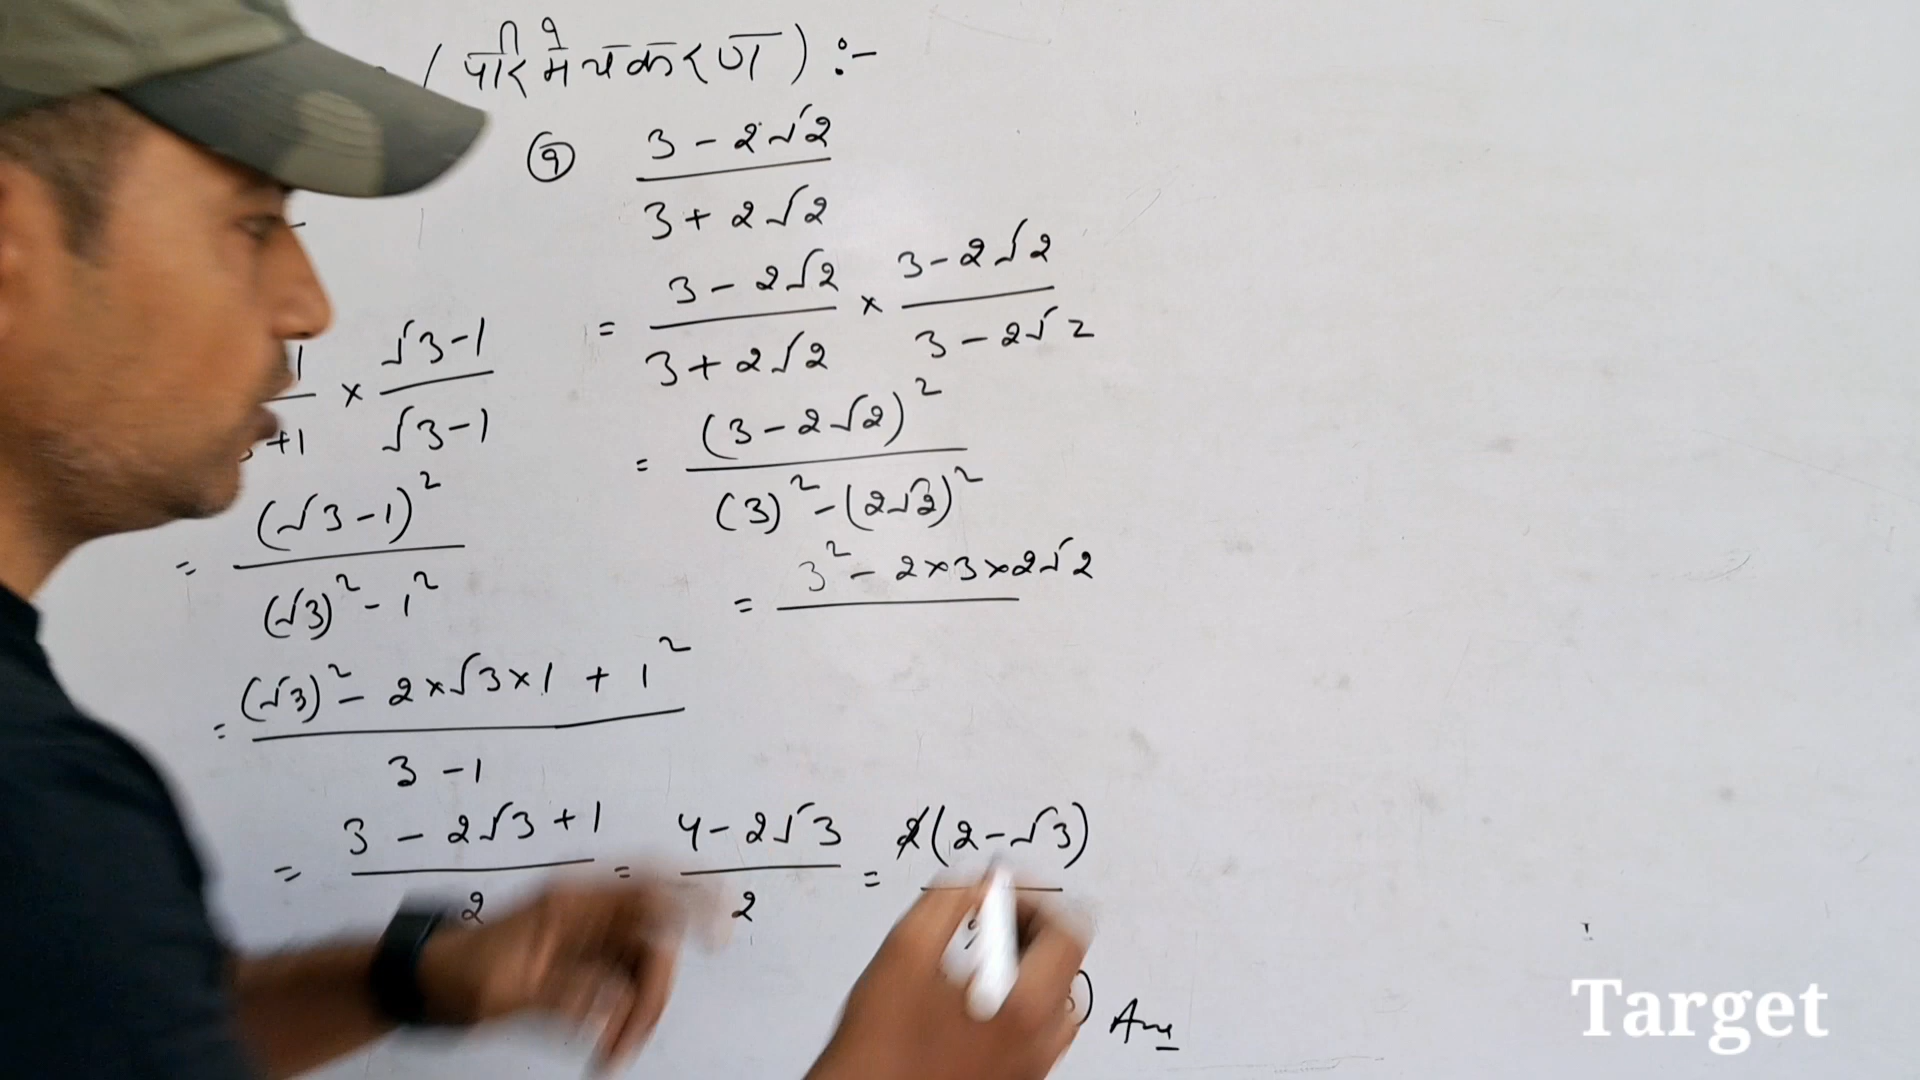 ( परिमेयकरण ) :-
९ 3 - 2√2
3 + 2√2
= 3 - 2√2 / 3 + 2√2 × 3 - 2√2 / 3 - 2√2
1 / +1 × √3 - 1 / √3 - 1
= (3 - 2√2)² / (3)² - (2√2)²
= (√3 - 1)² / (√3)² - 1²
= 3² - 2×3×2√2
= (√3)² - 2×√3×1 + 1² / 3 - 1
= 3 - 2√3 + 1 / 2 = 4 - 2√3 / 2 = 2(2 - √3)
) Ans
Target